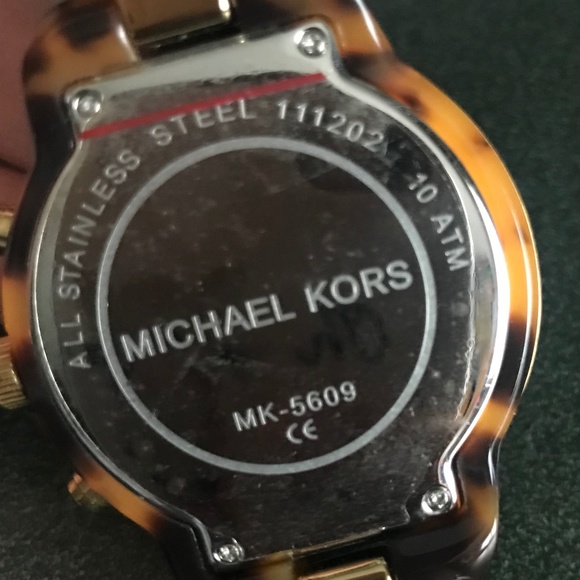 ALL STAINLESS STEEL 111202 10 ATM
MICHAEL KORS
MK-5609
CE